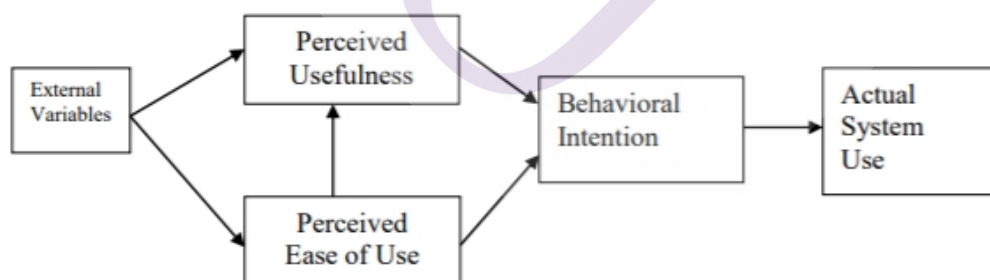 Perceived
Usefulness
External
Variables
Behavioral
Intention
Actual
System
Use
Perceived
Ease of Use